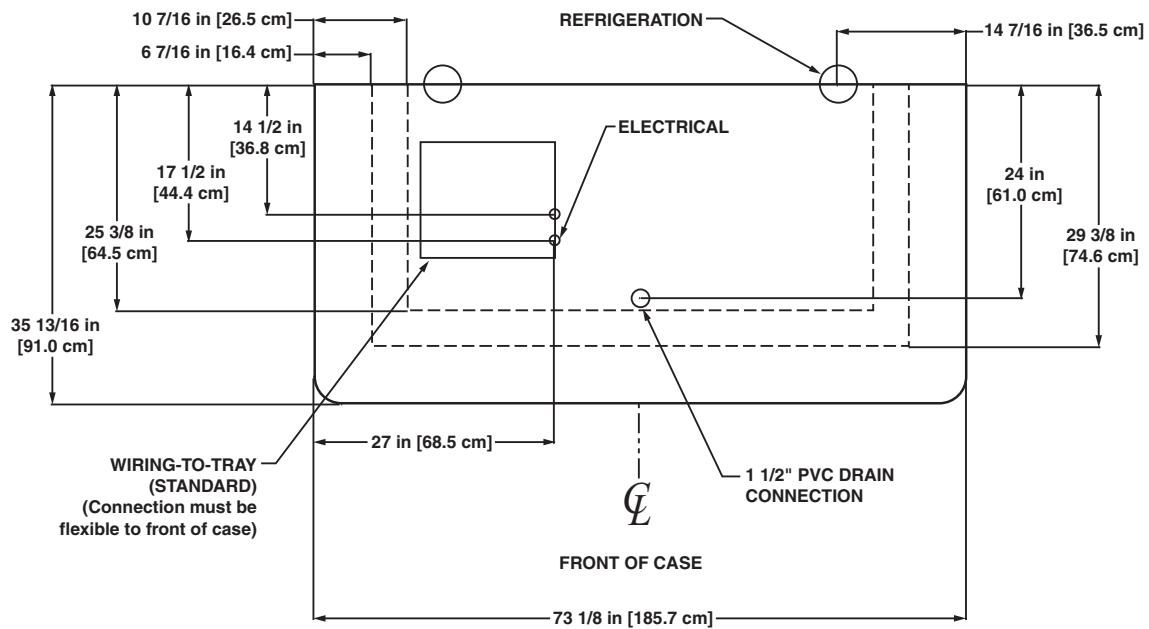 10 7/16 in [26.5 cm]
REFRIGERATION
14 7/16 in [36.5 cm]
6 7/16 in [16.4 cm]
14 1/2 in
[36.8 cm]
ELECTRICAL
17 1/2 in
[44.4 cm]
24 in
[61.0 cm]
25 3/8 in
[64.5 cm]
29 3/8 in
[74.6 cm]
35 13/16 in
[91.0 cm]
27 in [68.5 cm]
WIRING-TO-TRAY
(STANDARD)
(Connection must be
flexible to front of case)
1 1/2" PVC DRAIN
CONNECTION
CL
FRONT OF CASE
73 1/8 in [185.7 cm]